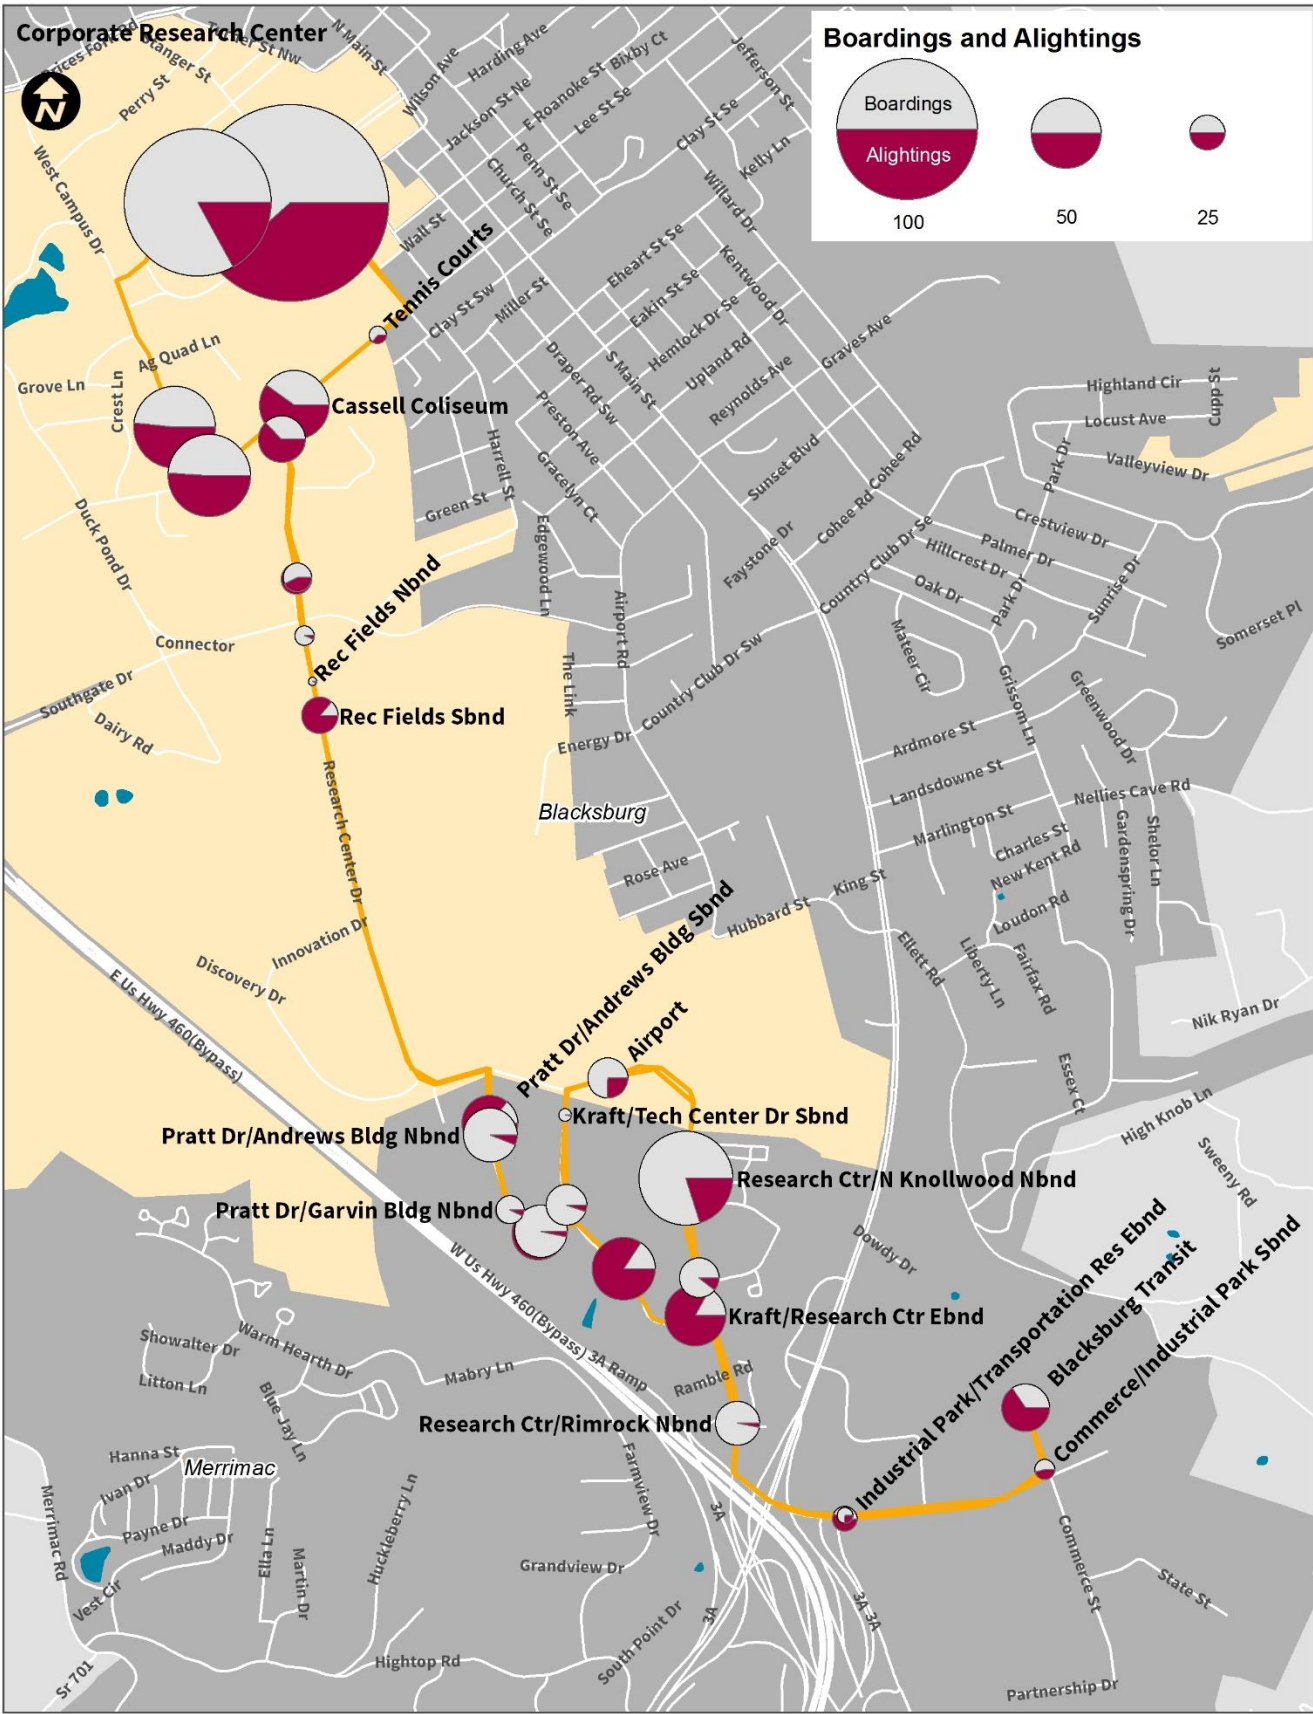 Corporate Research Center
Boardings and Alightings
Boardings
Alightings
100
50
25
N
Stanger St
Perry St
N Main St
Wilson Ave
Harding Ave
Bixby Ct
Jefferson St
Jackson St Ne
E Roanoke St
Lee St Se
Clay St Se
Kelly Ln
Penn St Se
Church St Se
Willard Dr
West Campus Dr
Wall St
Tennis Courts
Eheart St Se
Kentwood Dr
Clay St Sw
Miller St
Eakin St Se
Hemlock Dr Se
Ag Quad Ln
Draper Rd Sw
S Main St
Upland Rd
Graves Ave
Grove Ln
Crest Ln
Cassell Coliseum
Preston Ave
Reynolds Ave
Highland Cir
Cupp St
Locust Ave
Harrell St
Gracelyn Ct
Sunset Blvd
Cohee Rd
Cohee Rd
Park Dr
Valleyview Dr
Green St
Duck Pond Dr
Edgewood Ln
Faystone Dr
Country Club Dr Se
Crestview Dr
Palmer Dr
Hillcrest Dr
Oak Dr
Park Dr
Sunrise Dr
Rec Fields Nbnd
Airport Rd
Connector
Mateer Cir
Somerset Pl
Southgate Dr
The Link
Country Club Dr Sw
Grissom Ln
Greenwood Dr
Dairy Rd
Rec Fields Sbnd
Energy Dr
Ardmore St
Landsdowne St
Nellies Cave Rd
Research Center Dr
Blacksburg
Marlington St
Charles St
New Kent Rd
Gardenspring Dr
Shelor Ln
Rose Ave
King St
Hubbard St
Loudon Rd
Innovation Dr
Discovery Dr
Ellett Rd
Liberty Ln
Fairfax Rd
E Us Hwy 460(Bypass)
Nik Ryan Dr
Pratt Dr/Andrews Bldg Sbnd
Airport
Essex Ct
High Knob Ln
Kraft/Tech Center Dr Sbnd
Pratt Dr/Andrews Bldg Nbnd
Sweeny Rd
Research Ctr/N Knollwood Nbnd
Pratt Dr/Garvin Bldg Nbnd
Dowdy Dr
W Us Hwy 460(Bypass)
Kraft/Research Ctr Ebnd
Industrial Park/Transportation Res Ebnd
Blacksburg Transit
Commerce/Industrial Park Sbnd
Showalter Dr
Warm Hearth Dr
Litton Ln
Mabry Ln
3A Ramp
Ramble Rd
Blue Jay Ln
Research Ctr/Rimrock Nbnd
Hanna St
Merrimac
Ivan Dr
Farmview Dr
Merrimac Rd
Payne Dr
Maddy Dr
Ella Ln
Martin Dr
Huckleberry Ln
3A
Commerce St
Grandview Dr
State St
Vest Cir
3A
3A
3A
South Point Dr
Sr 701
Hightop Rd
Partnership Dr